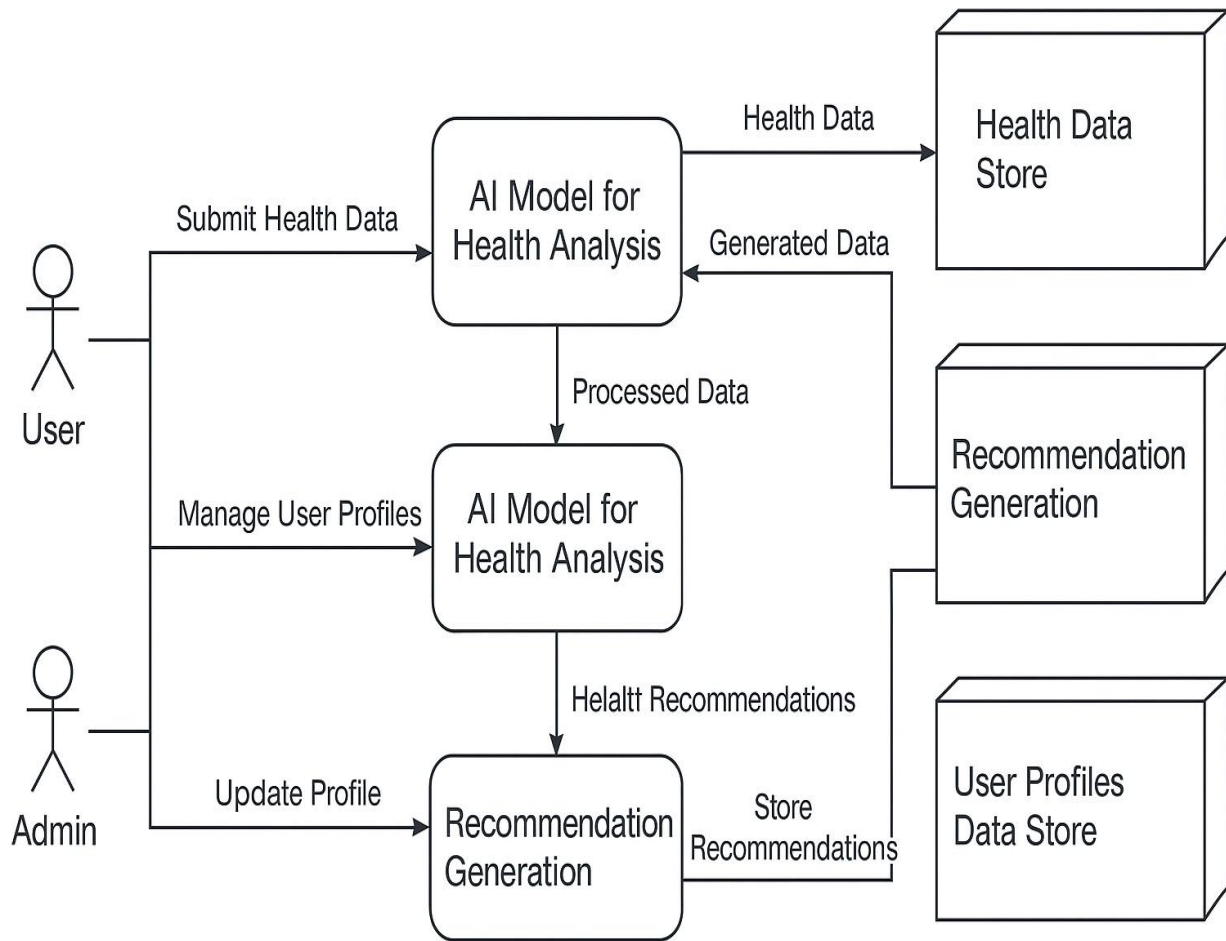 Health Data
Health Data
Store
AI Model for
Health Analysis
Submit Health Data
Generated Data
User
Processed Data
Recommendation
Generation
Manage User Profiles
AI Model for
Health Analysis
Helaltt Recommendations
Admin
Update Profile
Recommendation
Generation
Store
Recommendations
User Profiles
Data Store